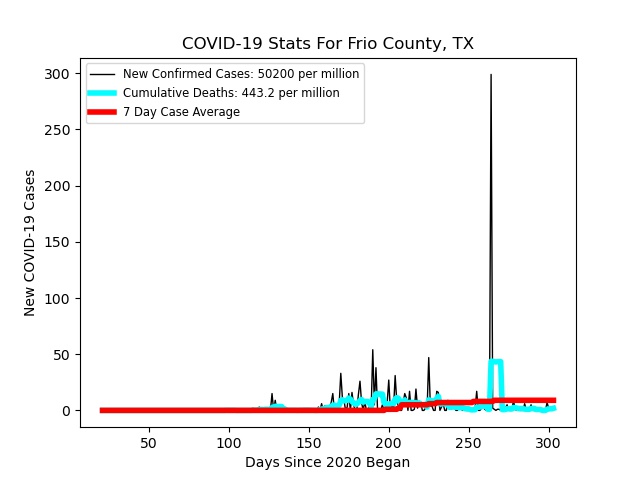 COVID-19 Stats For Frio County, TX
New Confirmed Cases: 50200 per million
Cumulative Deaths: 443.2 per million
7 Day Case Average
New COVID-19 Cases
300
250
200
150
100
50
0
50 100 150 200 250 300
Days Since 2020 Began